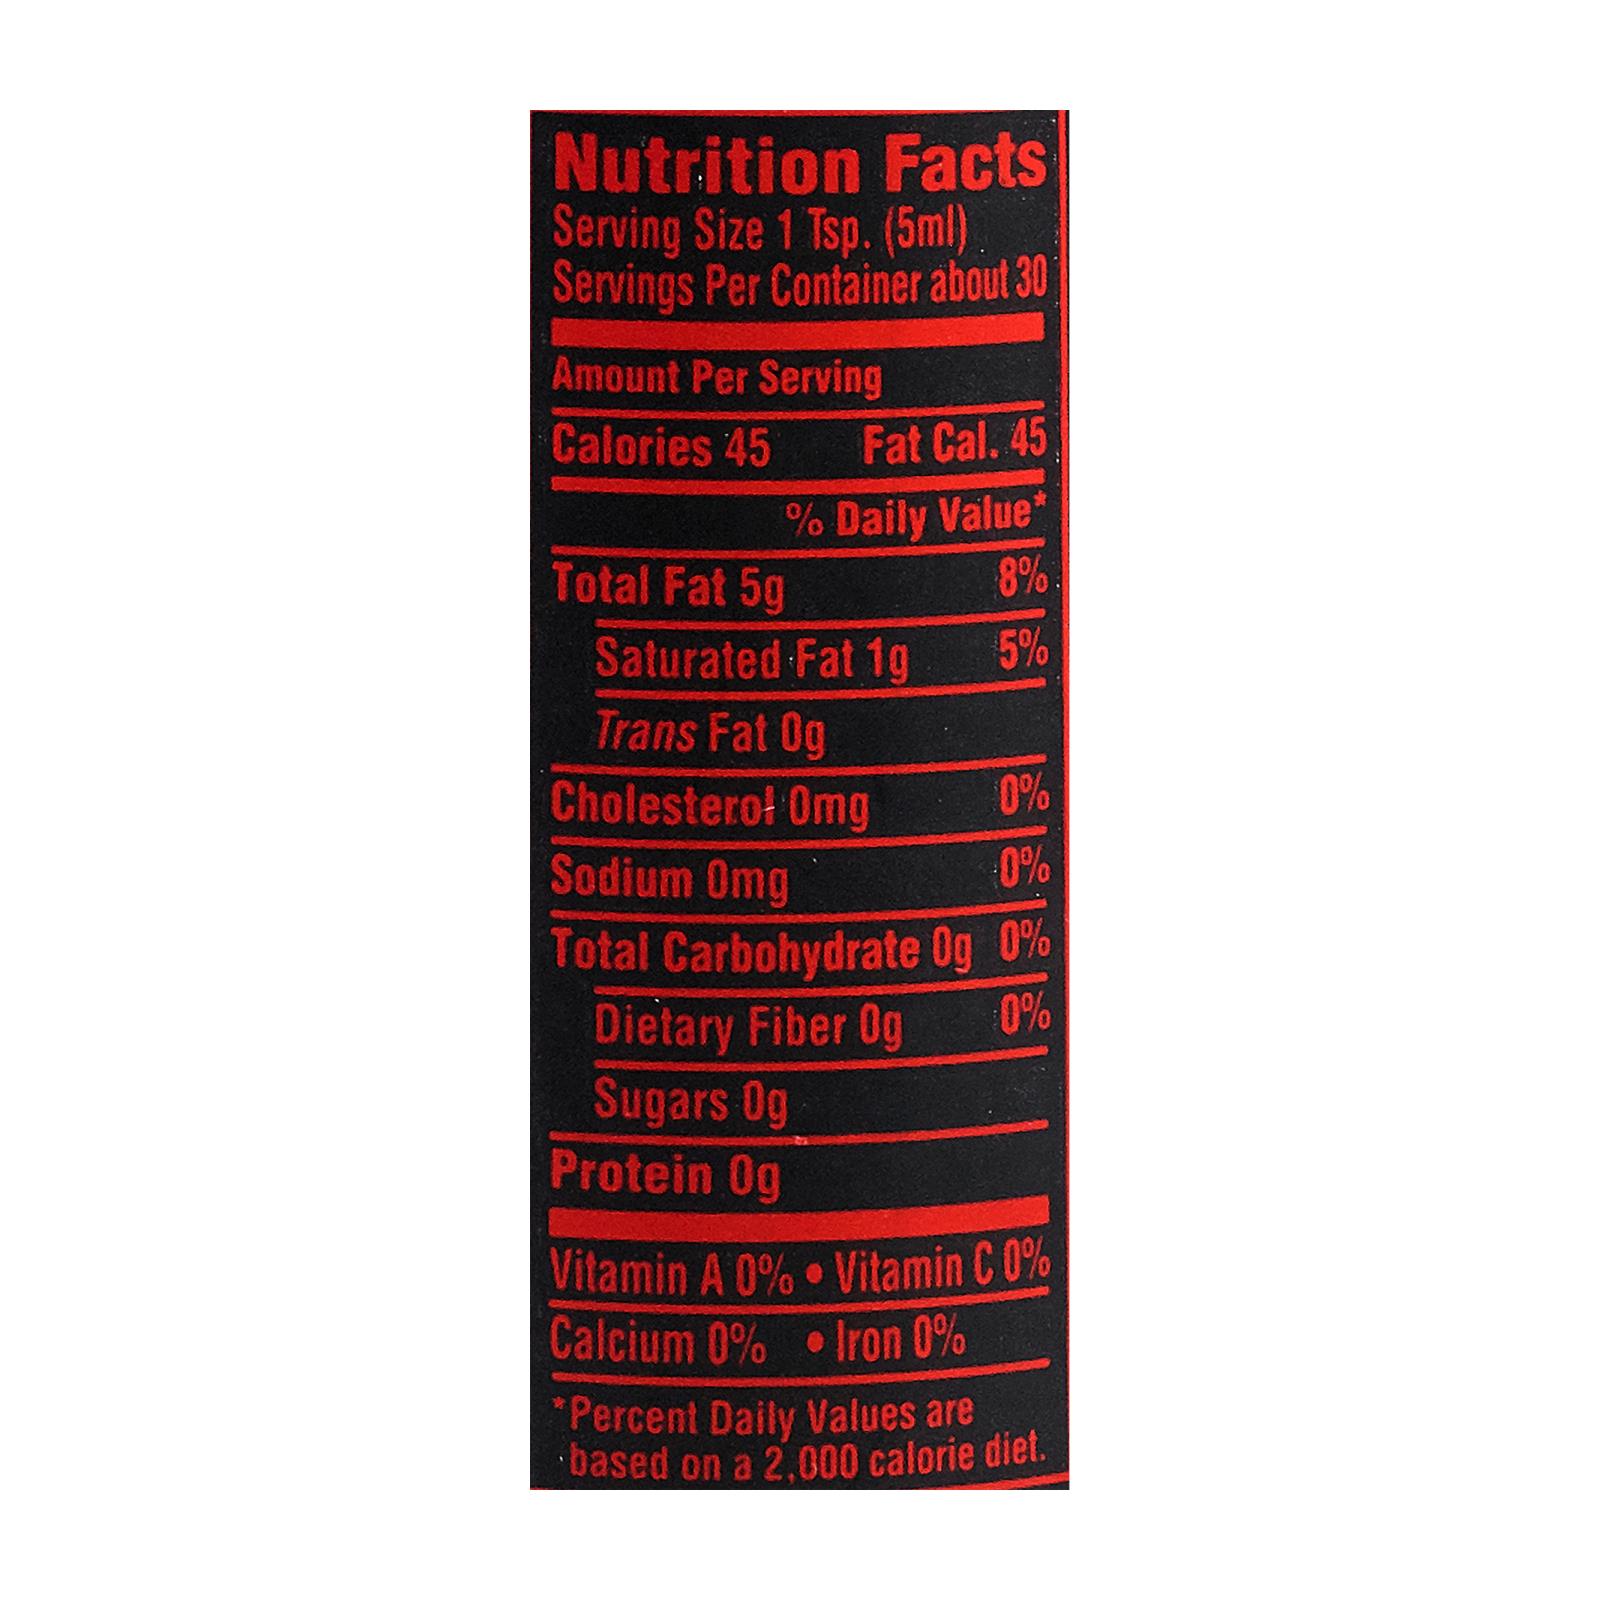 Nutrition Facts
Serving Size 1 Tsp. (5ml)
Servings Per Container about 30
Amount Per Serving
Calories 45 Fat Cal. 45
% Daily Value*
Total Fat 5g 8%
Saturated Fat 1g 5%
Trans Fat 0g
Cholesterol 0mg 0%
Sodium 0mg 0%
Total Carbohydrate 0g 0%
Dietary Fiber 0g 0%
Sugars 0g
Protein 0g
Vitamin A 0% • Vitamin C 0%
Calcium 0% • Iron 0%
*Percent Daily Values are
based on a 2,000 calorie diet.